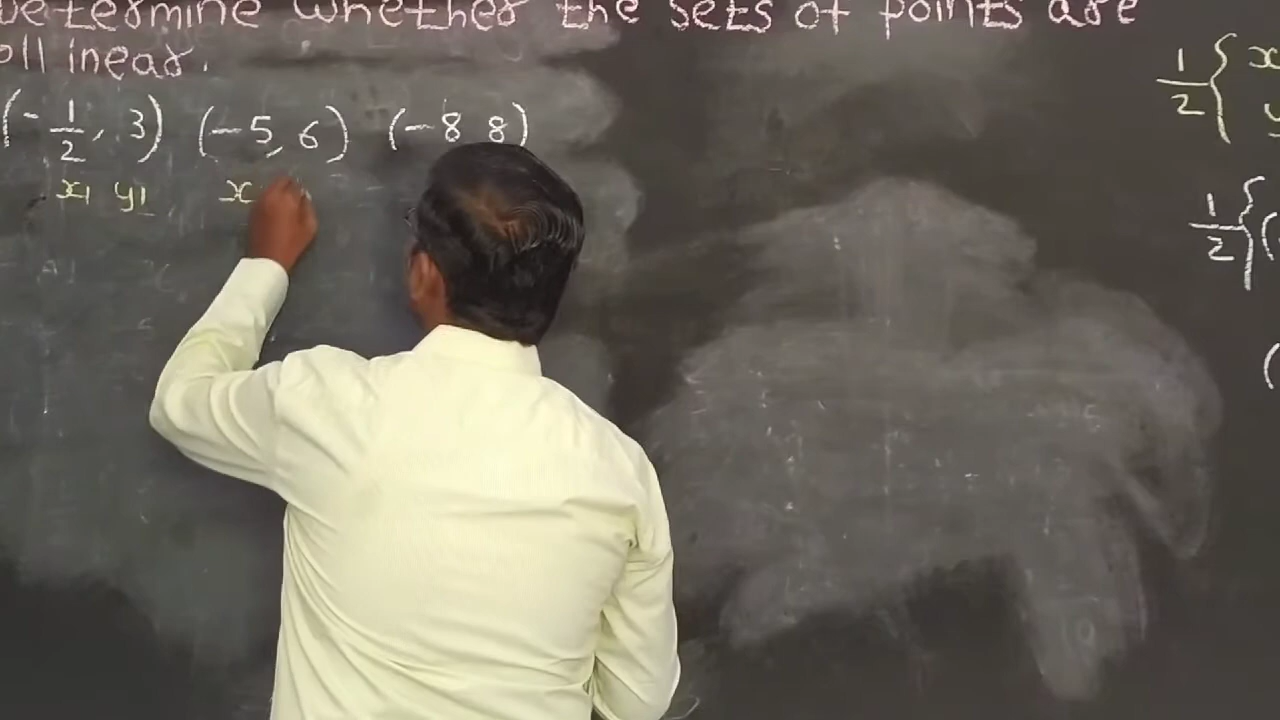 Determine whether the sets of points are
ollinear.
(-1/2, 3) (-5, 6) (-8 8)
x1 y1 x
1/2 { x
y
1/2 { (
(